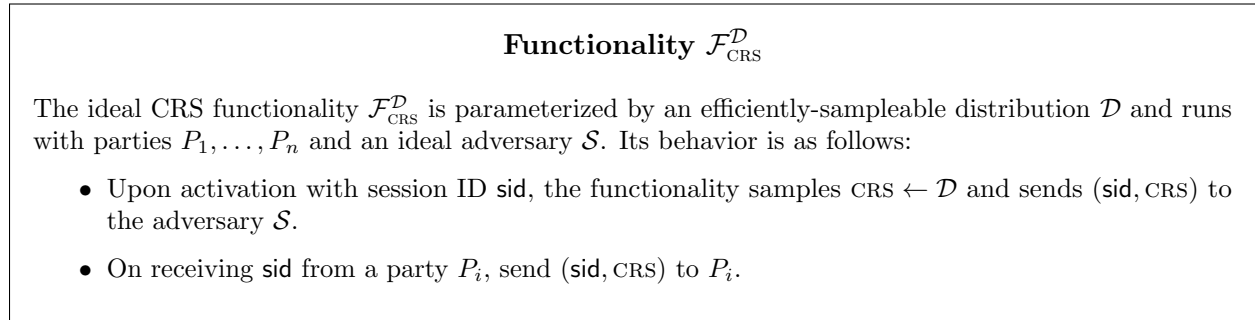 Functionality $\mathcal{F}_{\text{CRS}}^{\mathcal{D}}$
The ideal CRS functionality $\mathcal{F}_{\text{CRS}}^{\mathcal{D}}$ is parameterized by an efficiently-sampleable distribution $\mathcal{D}$ and runs
with parties $P_1, \ldots, P_n$ and an ideal adversary $\mathcal{S}$. Its behavior is as follows:
• Upon activation with session ID sid, the functionality samples CRS ← $\mathcal{D}$ and sends (sid, CRS) to
the adversary $\mathcal{S}$.
• On receiving sid from a party $P_i$, send (sid, CRS) to $P_i$.